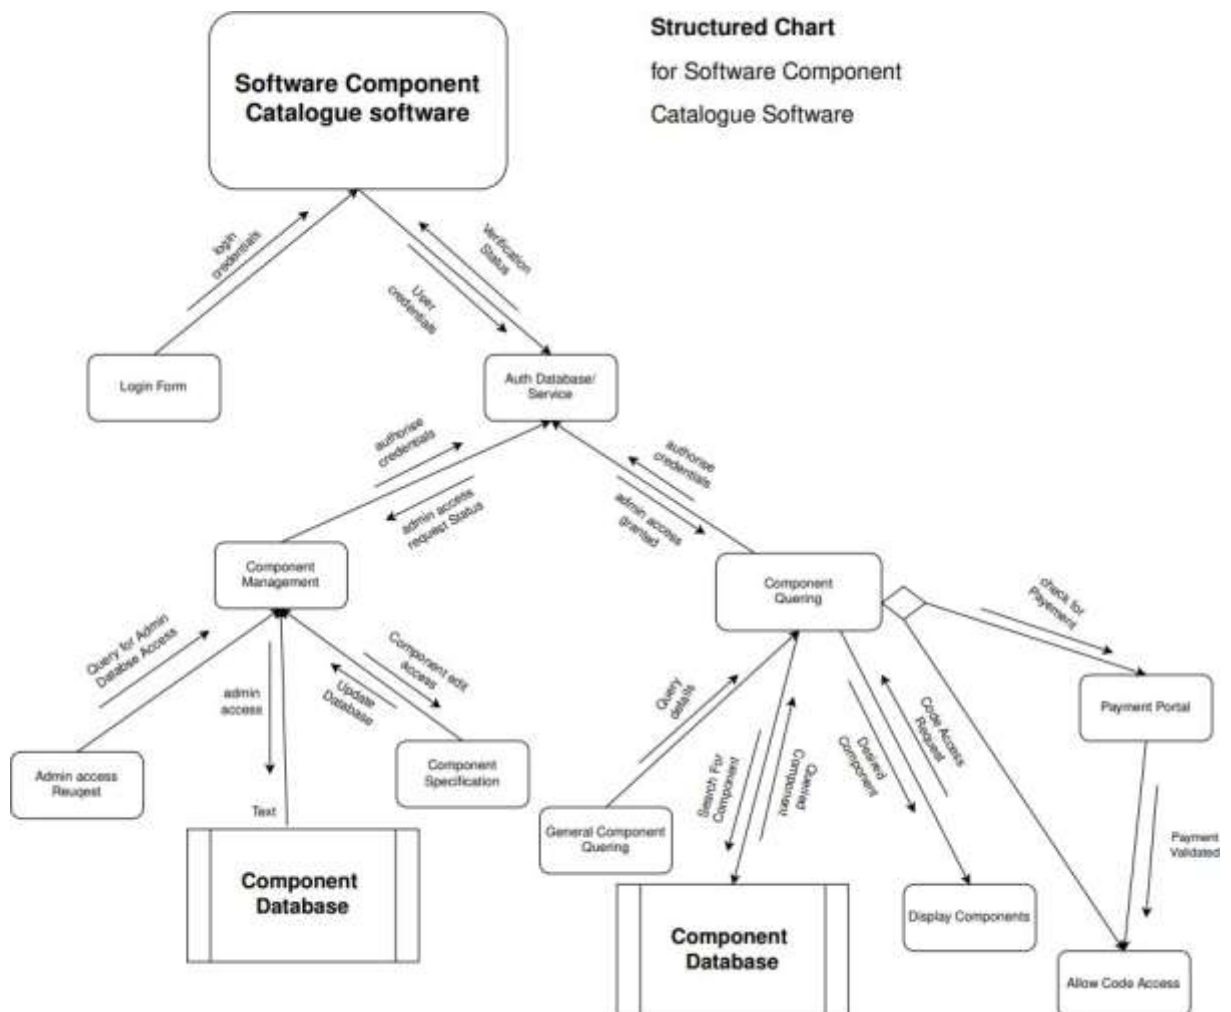 Structured Chart
for Software Component
Catalogue Software
Software Component
Catalogue software
login
credentials
Verification
Status
User
credentials
Login Form
Auth Database/
Service
authorise
credentials
admin access
request Status
authorise
credentials
admin access
granted
Component
Management
Component
Quering
check for
Payement
Query for Admin
Databse Access
admin
access
Component edit
access
Update
Database
Query
details
Search For
Component
Queried
Component
Desired
Component
Code Access
Request
Payment Portal
Admin access
Reuqest
Component
Specification
Text
General Component
Quering
Payment
Validated
Component
Database
Component
Database
Display Components
Allow Code Access